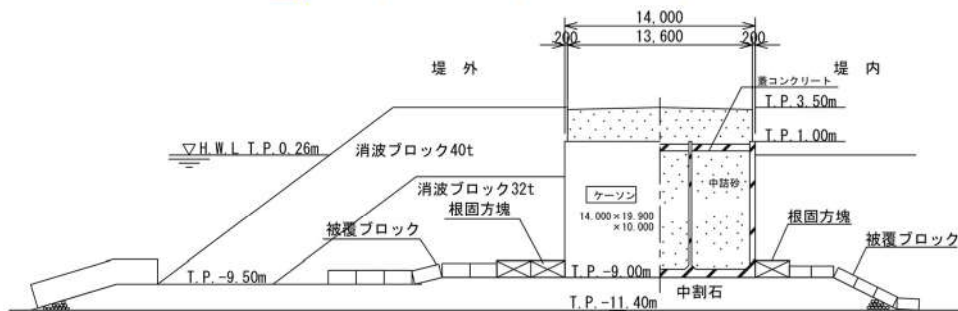 14,000
200
13,600
200
堤 外
堤 内
蓋コンクリート
T.P.3.50m
T.P.1.00m
H.W.L T.P.0.26m
消波ブロック40t
消波ブロック32t
中詰砂
ケーソン
14.000×19.900
×10.000
根固方塊
根固方塊
被覆ブロック
被覆ブロック
T.P.-9.50m
T.P.-9.00m
中割石
T.P.-11.40m